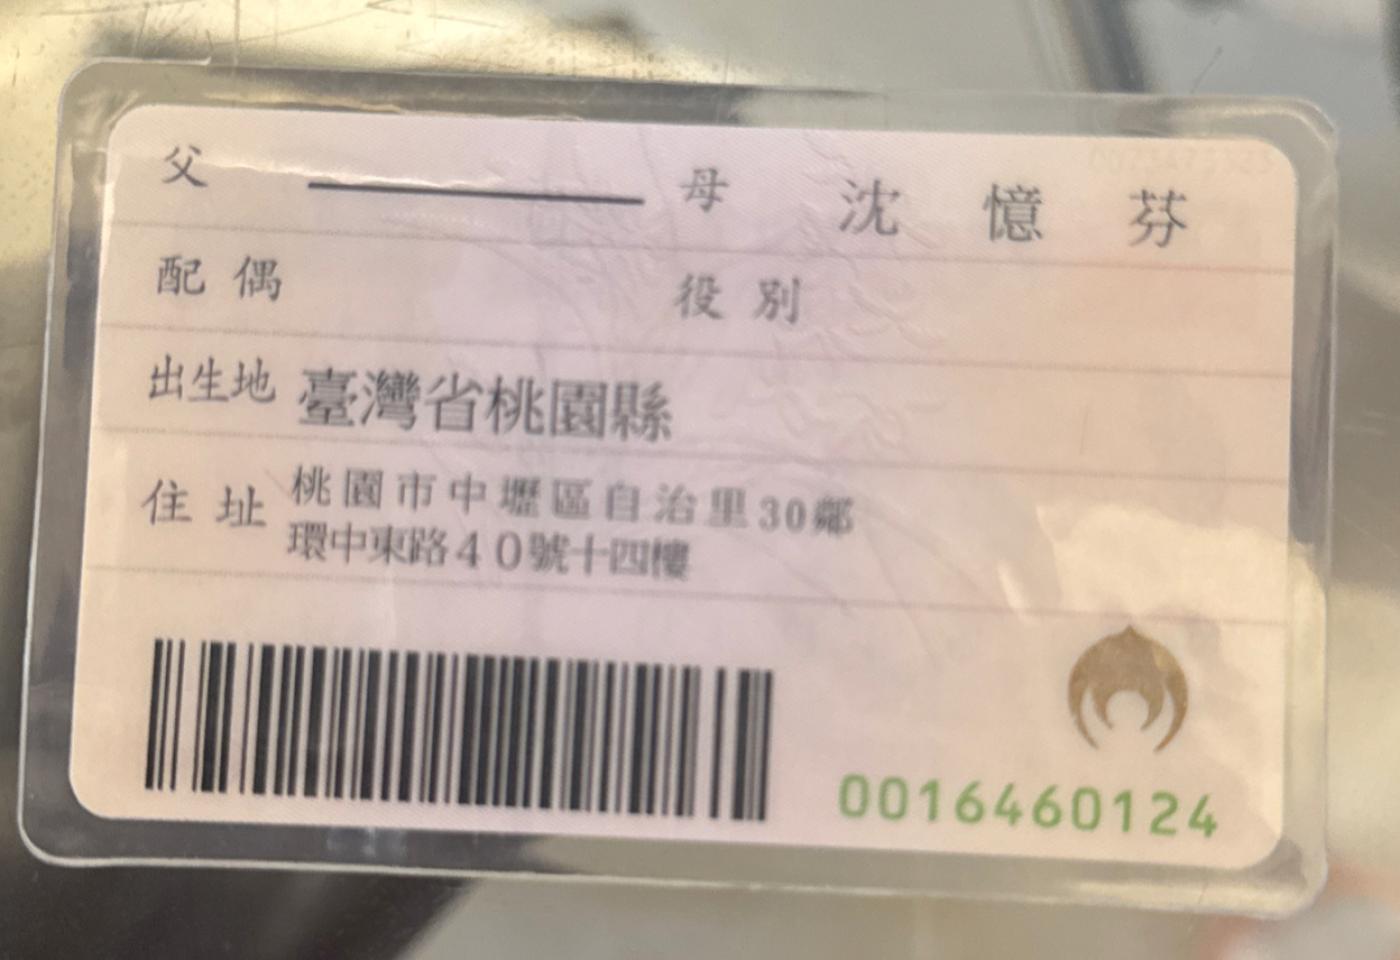 父 母 沈憶芬
配偶 役別
出生地 臺灣省桃園縣
住址 桃園市中壢區自治里30鄰
環中東路40號十四樓
0016460124